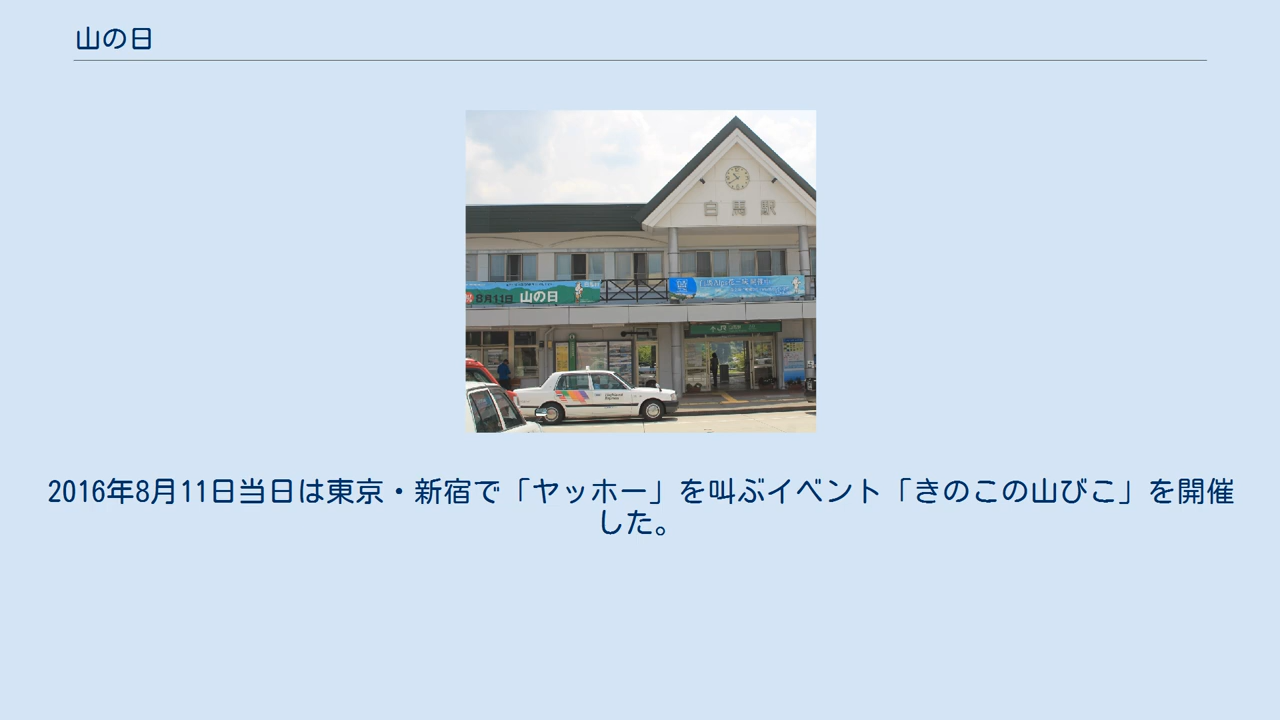 山の日
白馬駅
8月11日 山の日
2016年8月11日当日は東京・新宿で「ヤッホー」を叫ぶイベント「きのこの山びこ」を開催
した。